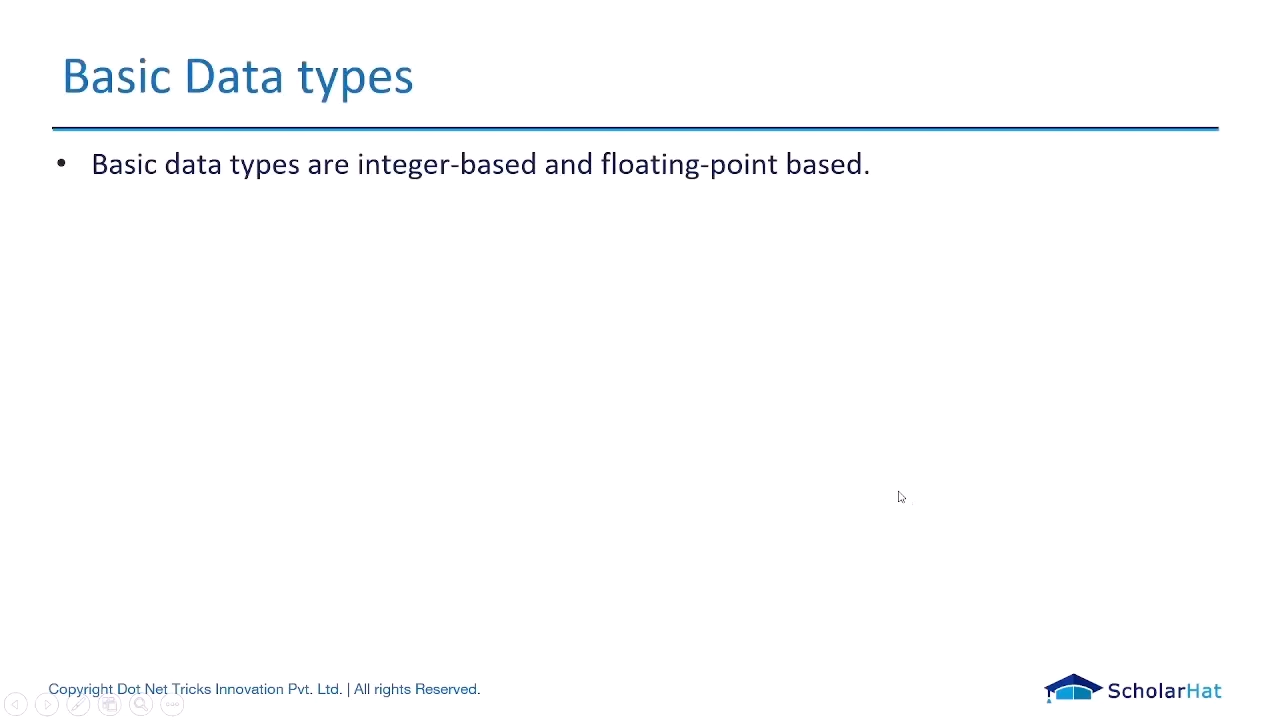 Basic Data types
• Basic data types are integer-based and floating-point based.
Copyright Dot Net Tricks Innovation Pvt. Ltd. | All rights Reserved.
ScholarHat